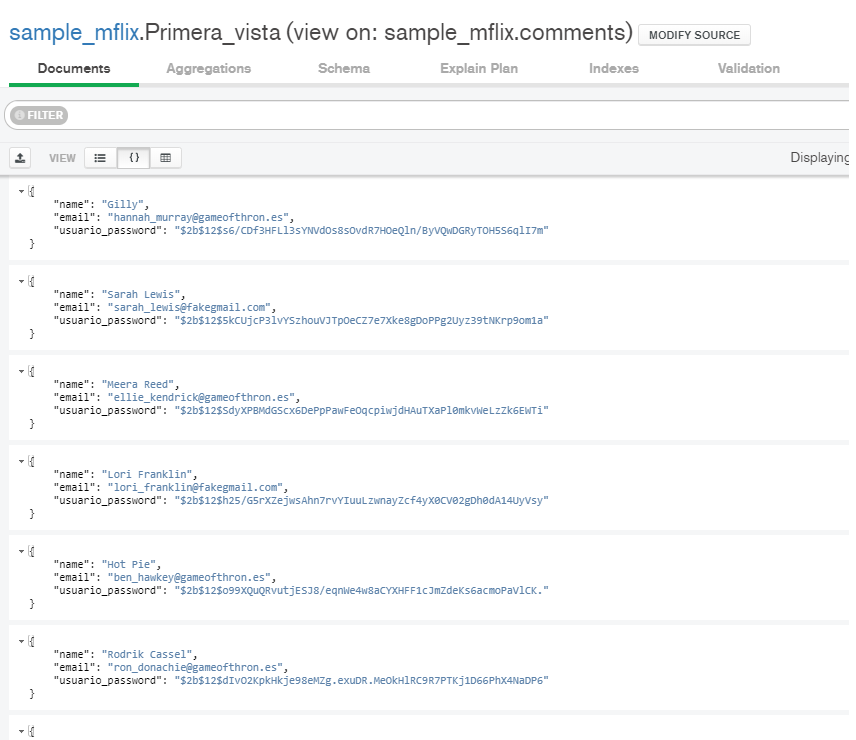 sample_mflix.Primera_vista (view on: sample_mflix.comments) MODIFY SOURCE
Documents Aggregations Schema Explain Plan Indexes Validation
FILTER
VIEW {} Displaying
{
"name": "Gilly",
"email": "hannah_murray@gameofthron.es",
"usuario_password": "$2b$12$s6/CDf3HFLl3sYNVdOs8sOvdR7HOeQln/ByVQwDGRyTOH5S6qlI7m"
}
{
"name": "Sarah Lewis",
"email": "sarah_lewis@fakegmail.com",
"usuario_password": "$2b$12$5kCUjcP3lvYSzhouVJTpOeCZ7e7Xke8gDoPPg2Uyz39tNKrp9om1a"
}
{
"name": "Meera Reed",
"email": "ellie_kendrick@gameofthron.es",
"usuario_password": "$2b$12$SdyXPBMdGScx6DePpPawFeOqcpiwjdHAuTXaPl0mkvWeLzZk6EWTi"
}
{
"name": "Lori Franklin",
"email": "lori_franklin@fakegmail.com",
"usuario_password": "$2b$12$h25/G5rXZejwsAhn7rvYIuuLzwnayZcf4yX0CV02gDh0dA14UyVsy"
}
{
"name": "Hot Pie",
"email": "ben_hawkey@gameofthron.es",
"usuario_password": "$2b$12$o99XQuQRvutjESJ8/eqnWe4w8aCYXHFF1cJmZdeKs6acmoPaVlCK."
}
{
"name": "Rodrik Cassel",
"email": "ron_donachie@gameofthron.es",
"usuario_password": "$2b$12$dIvO2KpkHkje98eMZg.exuDR.MeOkHlRC9R7PTKj1D66PhX4NaDP6"
}
{